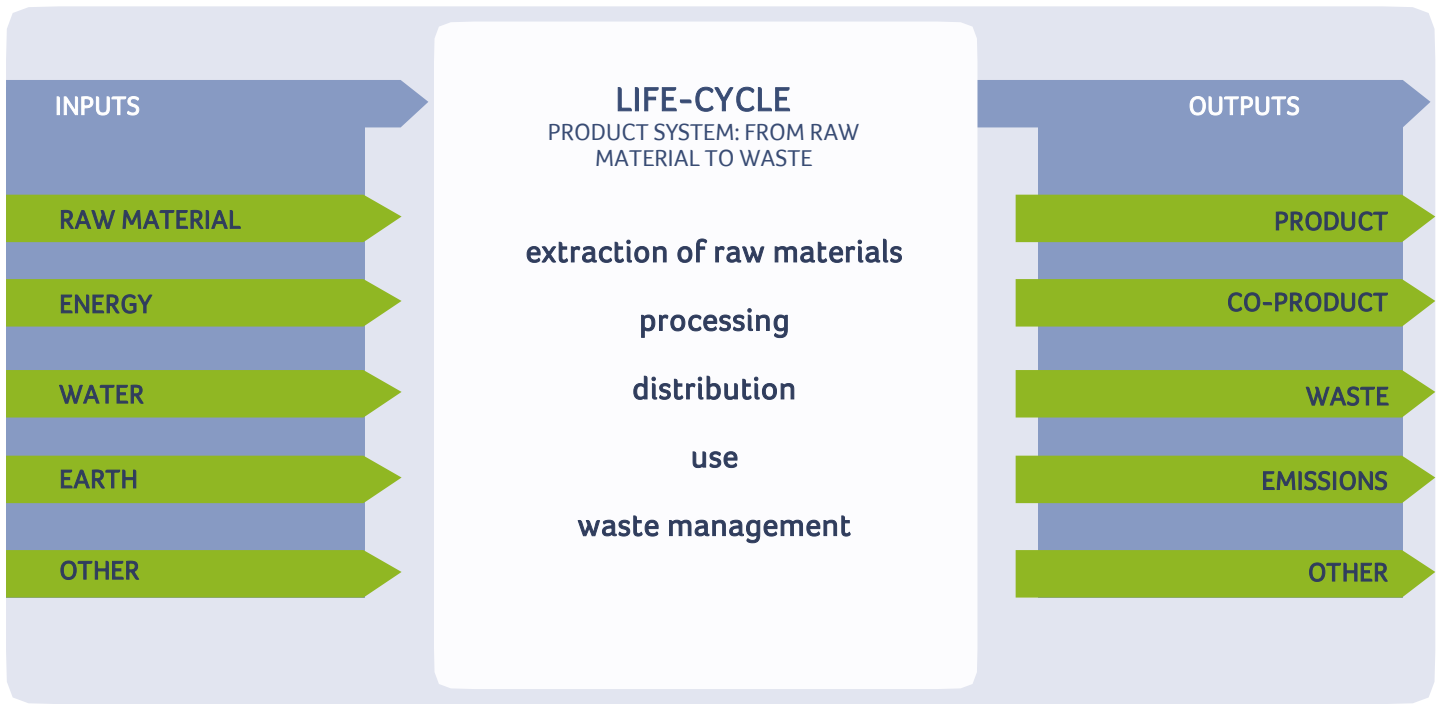 INPUTS
RAW MATERIAL
ENERGY
WATER
EARTH
OTHER
LIFE-CYCLE
PRODUCT SYSTEM: FROM RAW
MATERIAL TO WASTE
extraction of raw materials
processing
distribution
use
waste management
OUTPUTS
PRODUCT
CO-PRODUCT
WASTE
EMISSIONS
OTHER